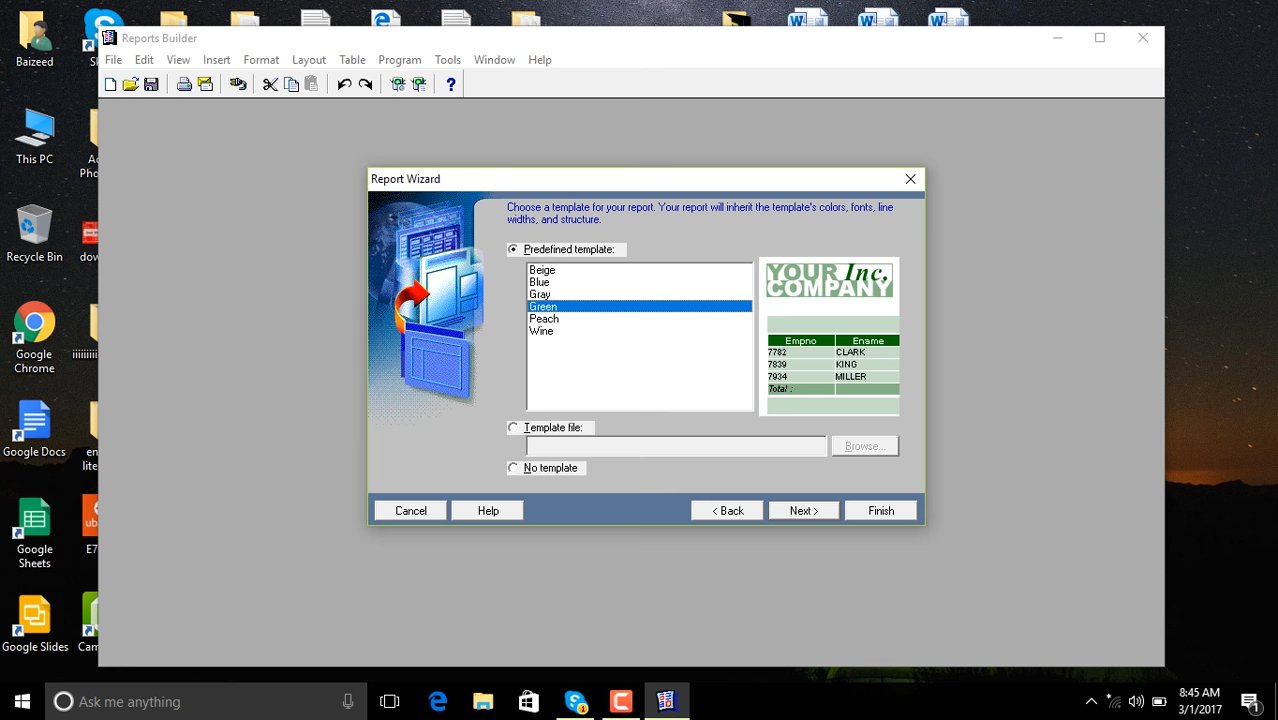 Baizeed
This PC
Recycle Bin
Google
Chrome
Google Docs
Google
Sheets
Google Slides
Reports Builder
File Edit View Insert Format Layout Table Program Tools Window Help
Report Wizard
Choose a template for your report. Your report will inherit the template's colors, fonts, line
widths, and structure.
Predefined template:
Beige
Blue
Gray
Green
Peach
Wine
YOUR Inc.
COMPANY
Empno Ename
7782 CLARK
7839 KING
7934 MILLER
Total :
Template file:
Browse...
No template
Cancel Help < Back Next > Finish
Ask me anything
8:45 AM
3/1/2017